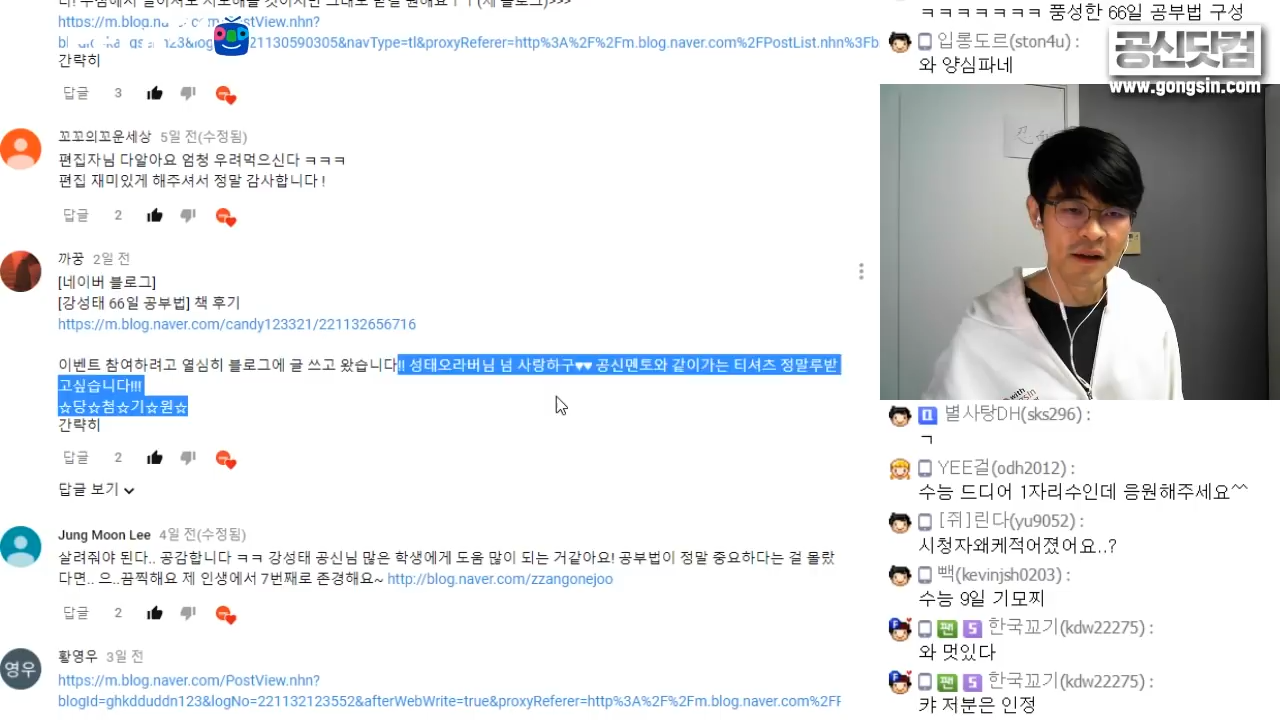 https://m.blog.naver.com/PostView.nhn?
간략히
답글 3
꼬꼬의꼬운세상 5일 전(수정됨)
편집자님 다알아요 엄청 우려먹으신다 ㅋㅋㅋ
편집 재미있게 해주셔서 정말 감사합니다 !
답글 2
까꿍 2일 전
[네이버 블로그]
[강성태 66일 공부법] 책 후기
https://m.blog.naver.com/candy123321/221132656716
이벤트 참여하려고 열심히 블로그에 글 쓰고 왔습니다!! 성태오라버님 넘 사랑하구♥♥ 공신멘토와 같이가는 티셔츠 정말루받
고싶습니다!!!
☆당☆첨☆기☆원☆
간략히
답글 2
답글 보기
Jung Moon Lee 4일 전(수정됨)
살려줘야 된다.. 공감합니다 ㅋㅋ 강성태 공신님 많은 학생에게 도움 많이 되는 거같아요! 공부법이 정말 중요하다는 걸 몰랐
다면.. 으..끔찍해요 제 인생에서 7번째로 존경해요~ http://blog.naver.com/zzangonejoo
답글 2
영우
황영우 3일 전
https://m.blog.naver.com/PostView.nhn?
blogId=ghkdduddn123&logNo=221132123552&afterWebWrite=true&proxyReferer=http%3A%2F%2Fm.blog.naver.com%2F
ㅋㅋㅋㅋㅋㅋㅋ 풍성한 66일 공부법 구성
입롱도르(ston4u) :
와 양심파네
공신닷컴
www.gongsin.com
별사탕DH(sks296) :
ㄱ
YEE걸(odh2012) :
수능 드디어 1자리수인데 응원해주세요^^
[쥐]린다(yu9052) :
시청자왜케적어졌어요..?
빽(kevinjsh0203) :
수능 9일 기모찌
팬 S 한국꼬기(kdw22275) :
와 멋있다
팬 S 한국꼬기(kdw22275) :
캬 저분은 인정